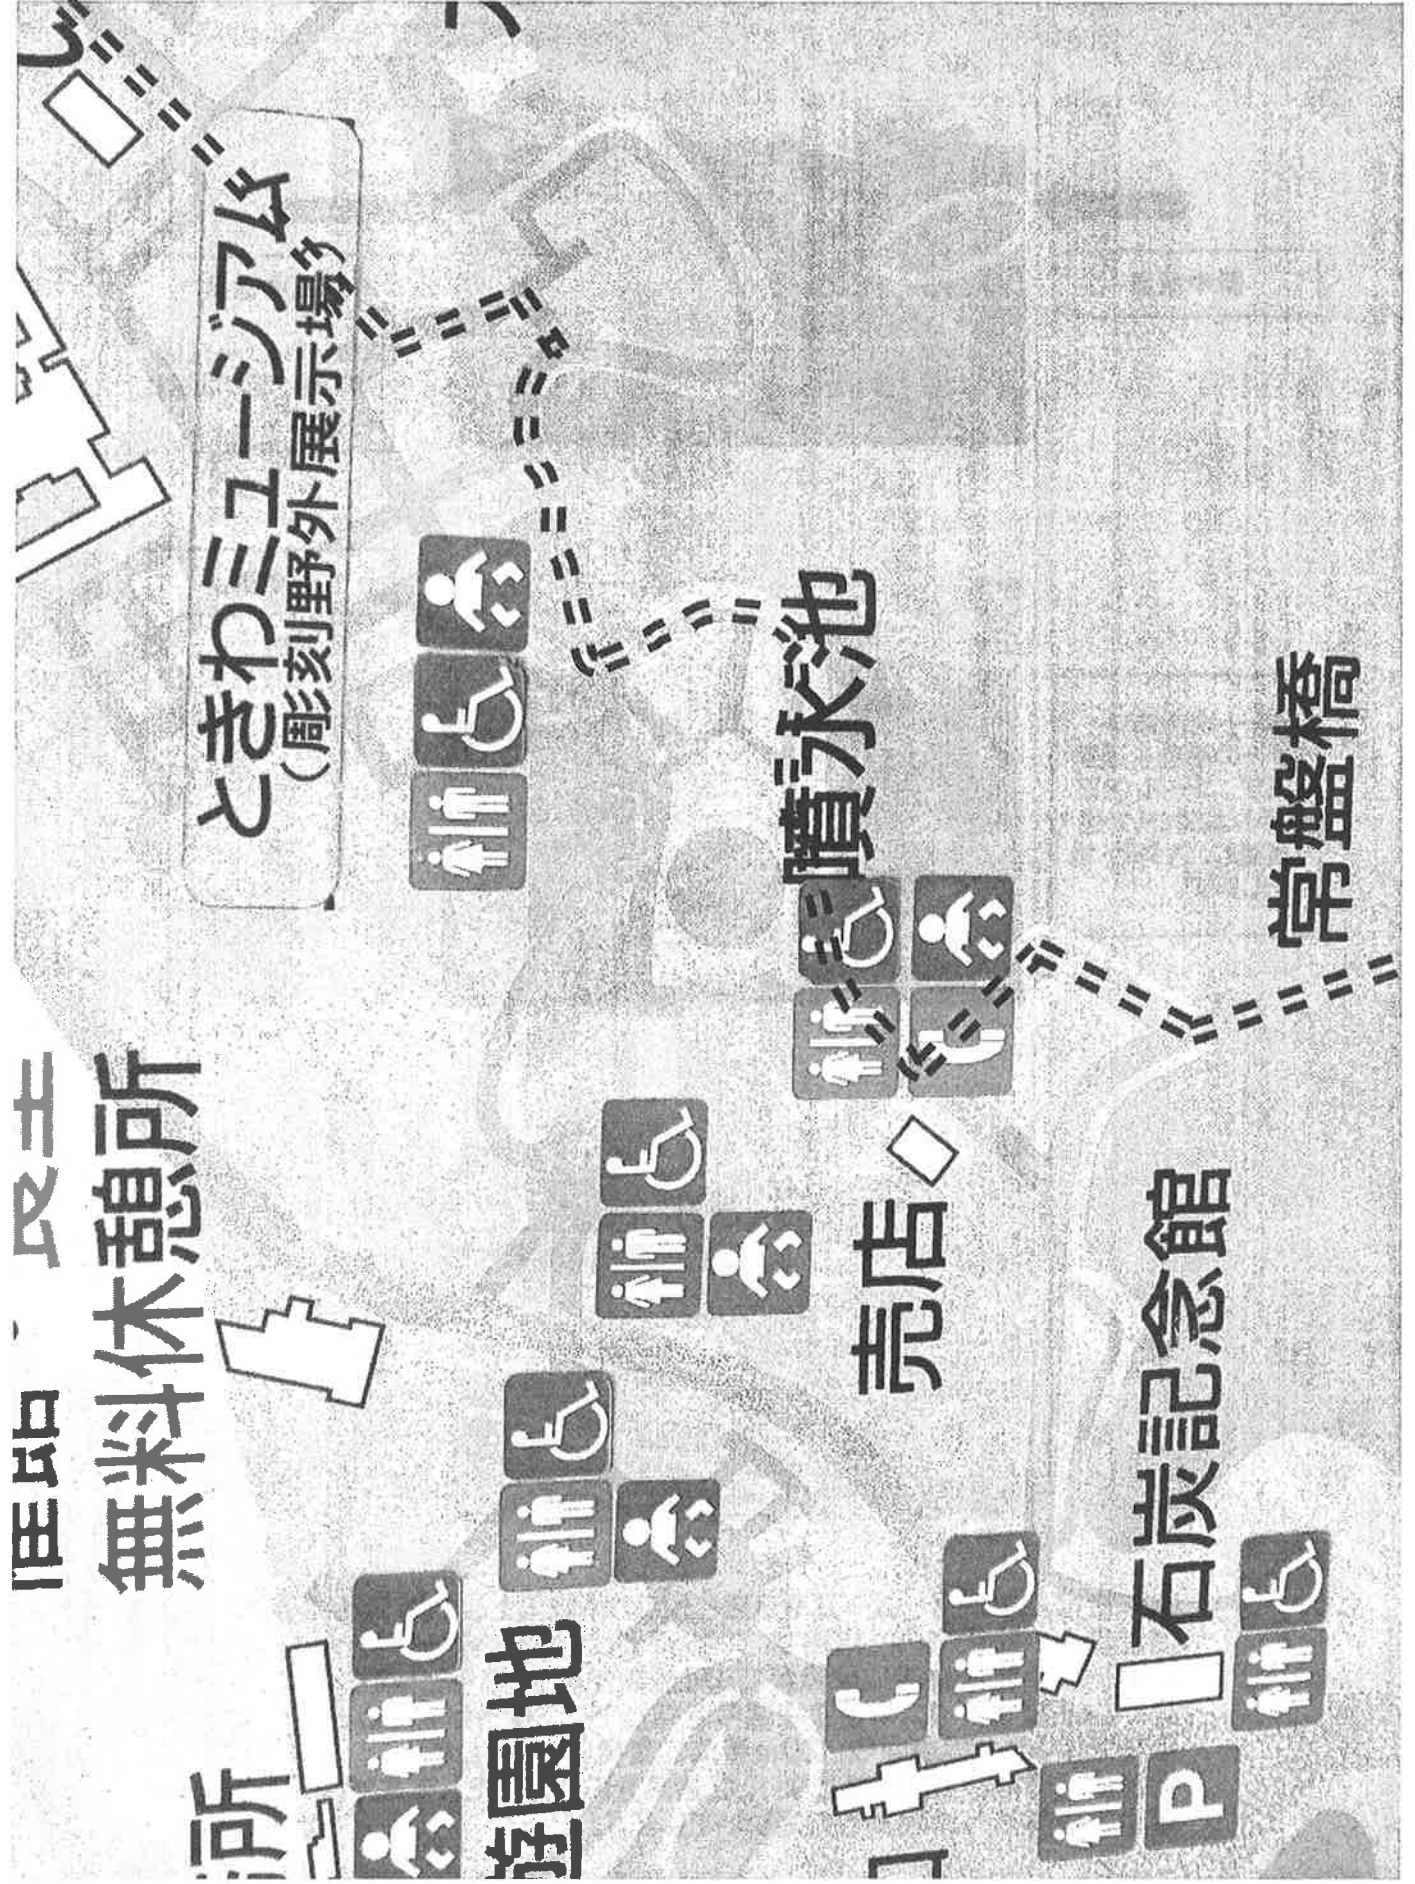 ときわミュージアム
（彫刻野外展示場）
無料休憩所
噴水池
常盤橋
売店
石炭記念館
遊園地
所
P